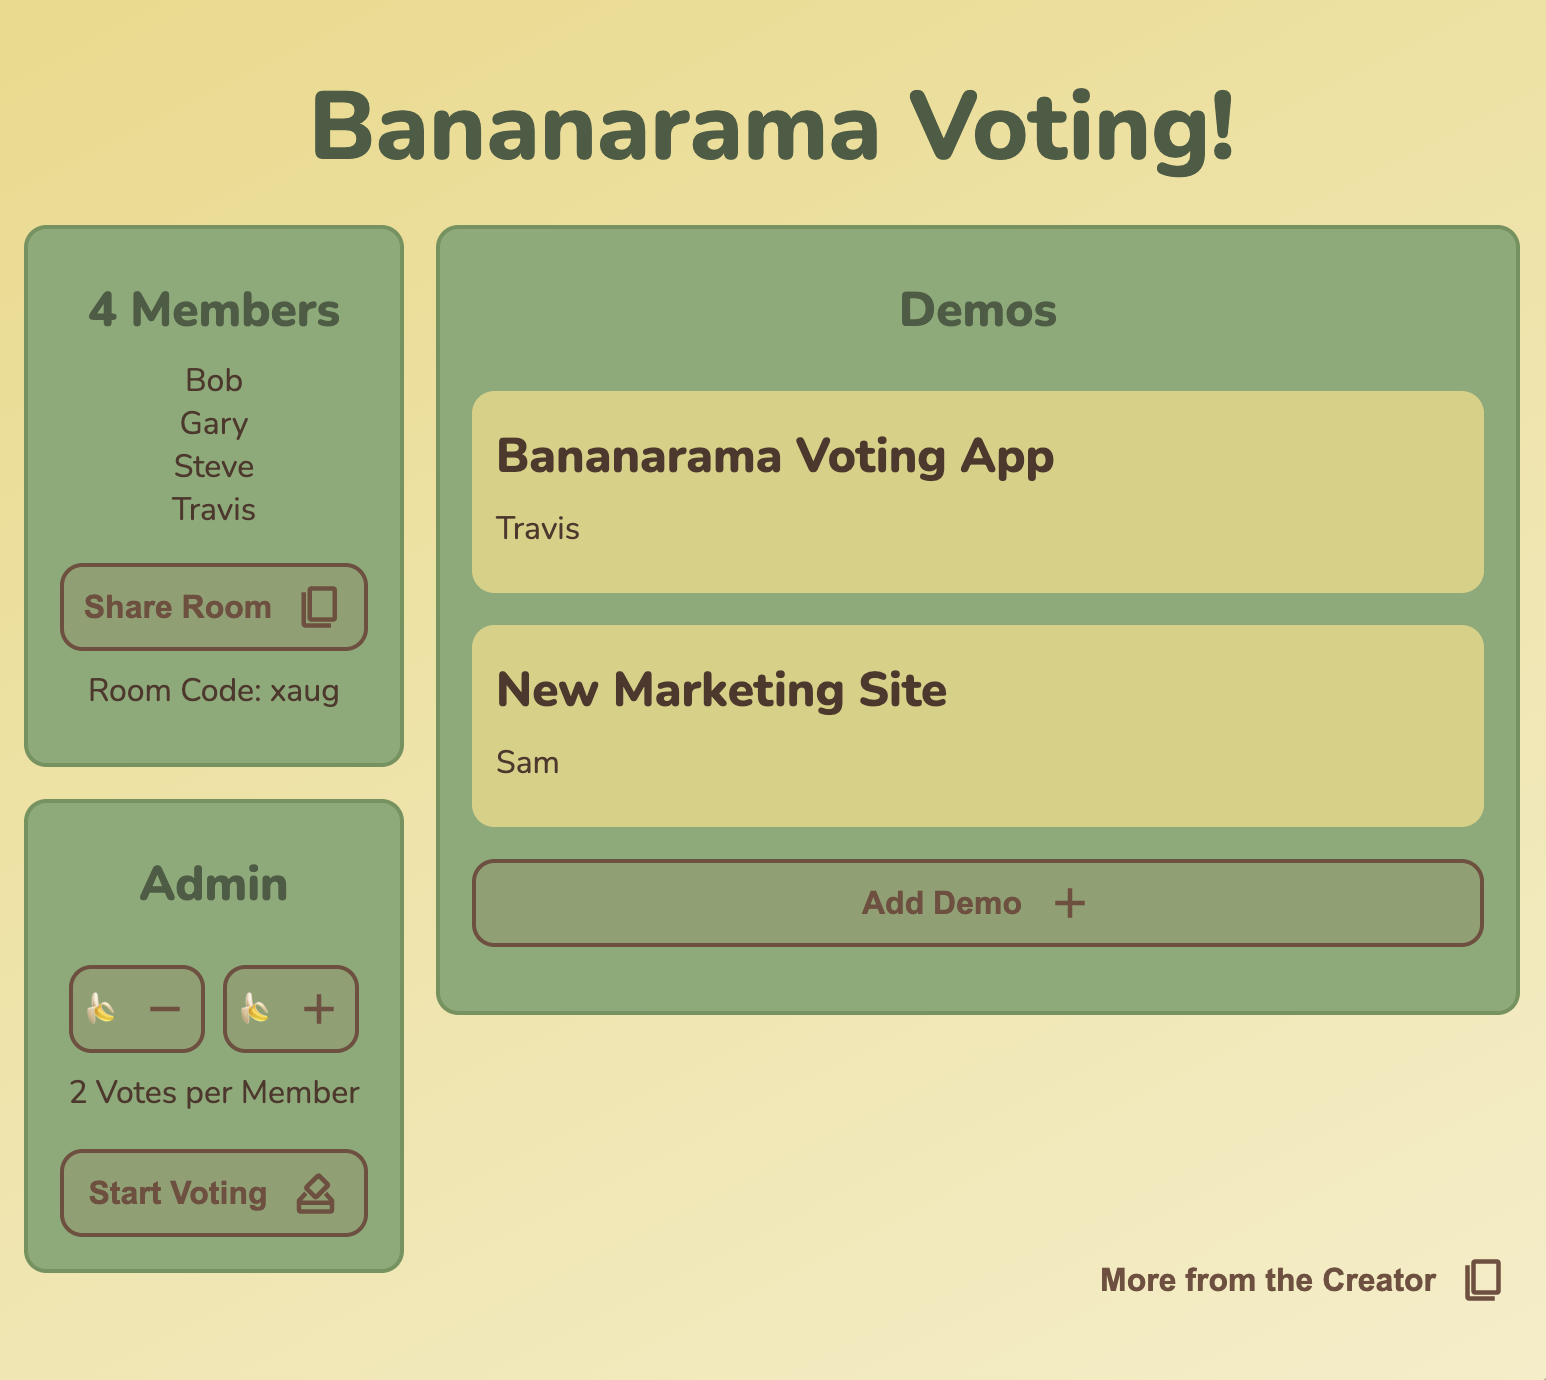 Bananarama Voting!
4 Members
Bob
Gary
Steve
Travis
Share Room
Room Code: xaug
Admin
2 Votes per Member
Start Voting
Demos
Bananarama Voting App
Travis
New Marketing Site
Sam
Add Demo
More from the Creator